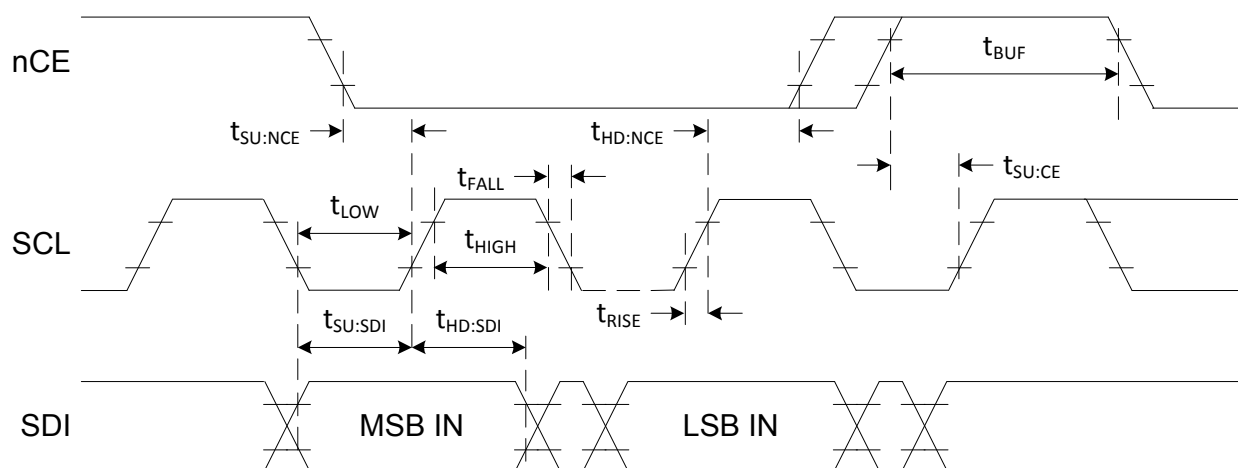 nCE
tBUF
tSU:NCE
tHD:NCE
tSU:CE
tFALL
tLOW
SCL
tHIGH
tRISE
tSU:SDI
tHD:SDI
SDI
MSB IN
LSB IN